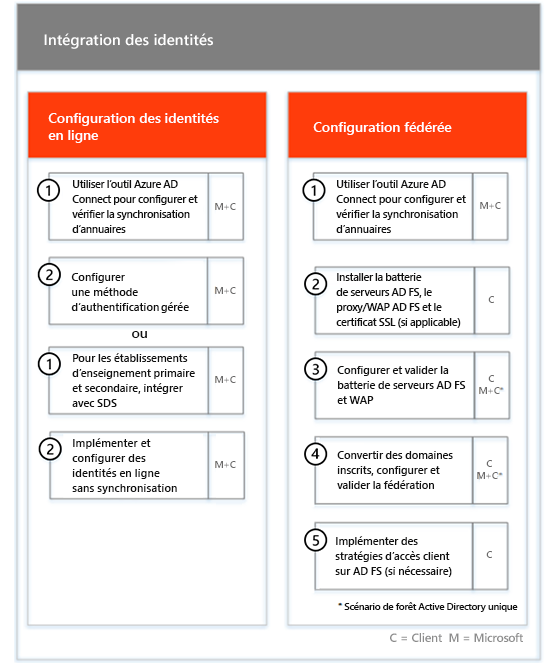 Intégration des identités
Configuration des identités
en ligne
1
Utiliser l'outil Azure AD
Connect pour configurer et
vérifier la synchronisation
d'annuaires
M+C
2
Configurer
une méthode
d'authentification gérée
M+C
ou
1
Pour les établissements
d'enseignement primaire
et secondaire, intégrer
avec SDS
M+C
2
Implémenter et
configurer des
identités en ligne
sans synchronisation
M+C
Configuration fédérée
1
Utiliser l'outil Azure AD
Connect pour configurer et
vérifier la synchronisation
d'annuaires
M+C
2
Installer la batterie
de serveurs AD FS, le
proxy/WAP AD FS et le
certificat SSL (si applicable)
C
3
Configurer et valider la
batterie de serveurs AD FS
et WAP
C
M+C*
4
Convertir des domaines
inscrits, configurer et
valider la fédération
C
M+C*
5
Implémenter des
stratégies d'accès client
sur AD FS (si nécessaire)
C
* Scénario de forêt Active Directory unique
C = Client M = Microsoft